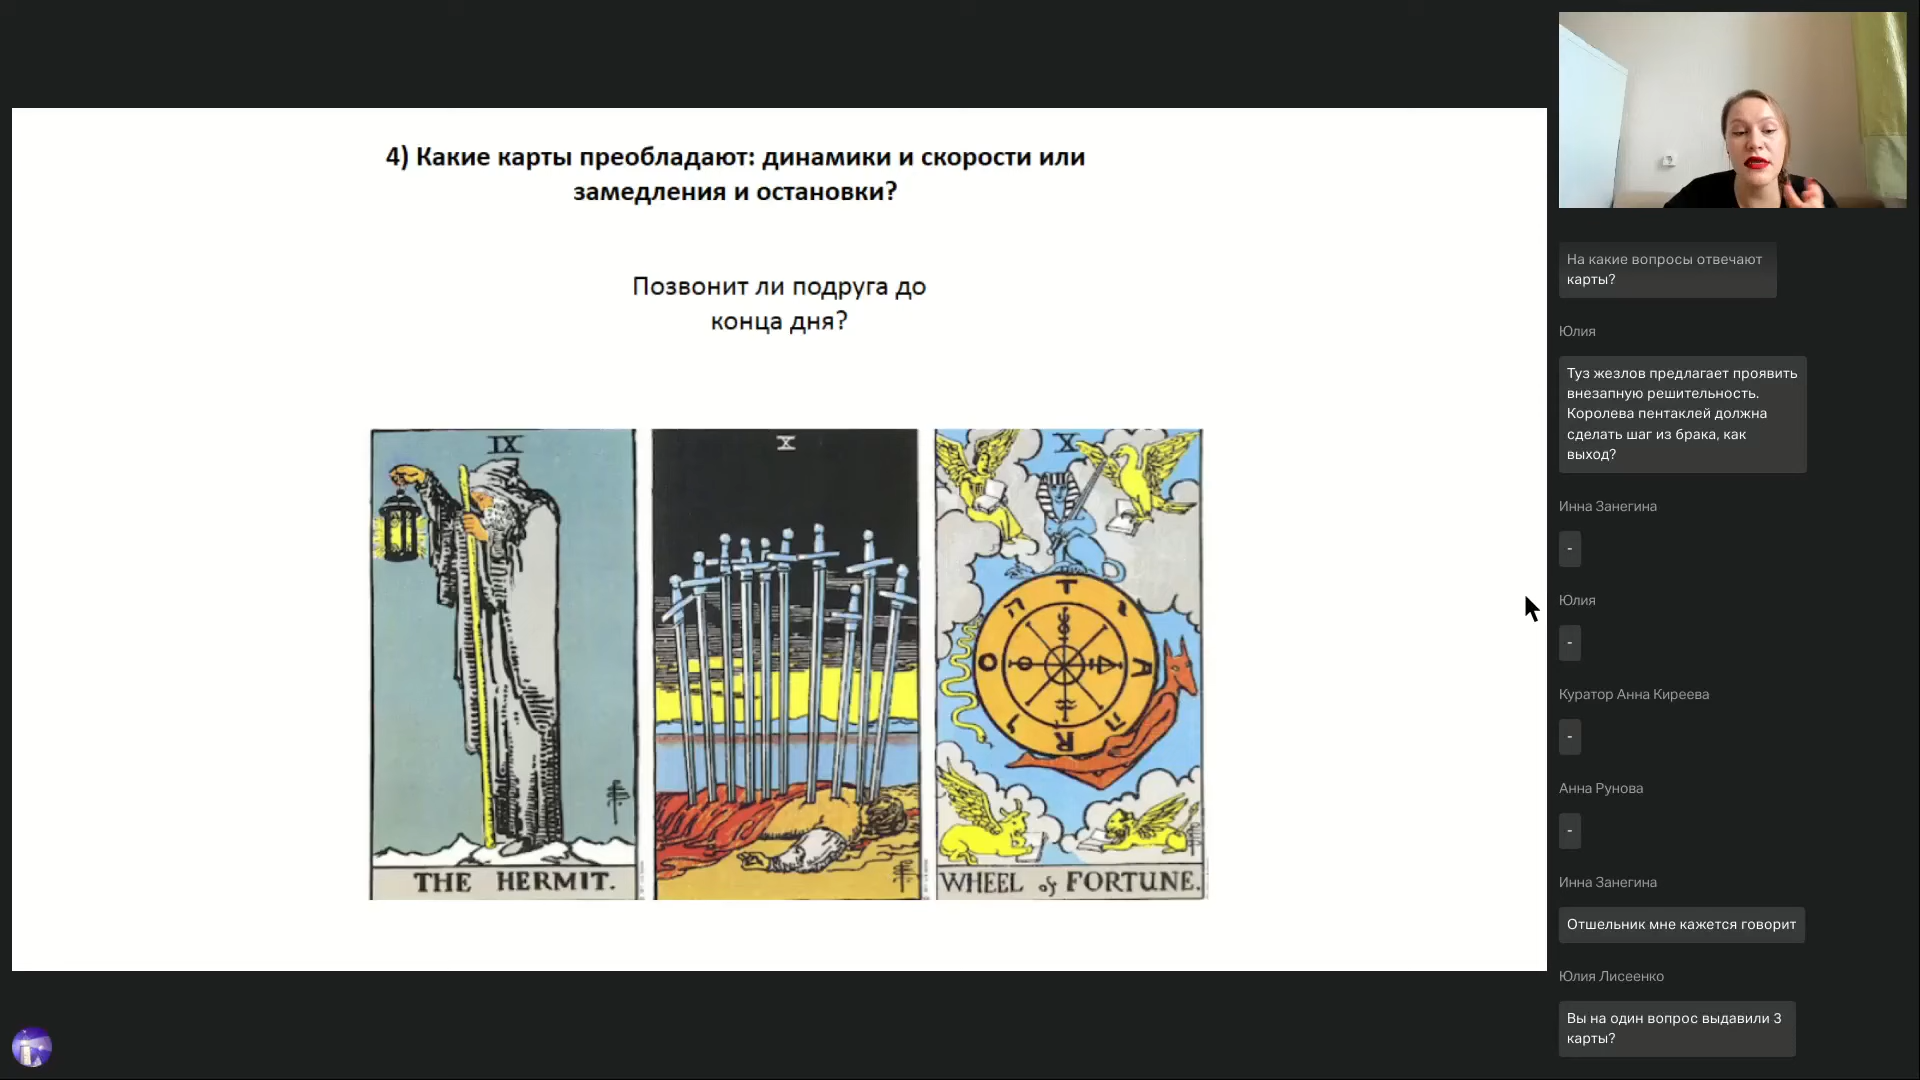 4) Какие карты преобладают: динамики и скорости или
замедления и остановки?
Позвонит ли подруга до
конца дня?
IX
THE HERMIT.
X
X
WHEEL of FORTUNE.
На какие вопросы отвечают
карты?
Юлия
Туз жезлов предлагает проявить
внезапную решительность.
Королева пентаклей должна
сделать шаг из брака, как
выход?
Инна Занегина
-
Юлия
-
Куратор Анна Киреева
-
Анна Рунова
-
Инна Занегина
Отшельник мне кажется говорит
Юлия Лисеенко
Вы на один вопрос выдавили 3
карты?